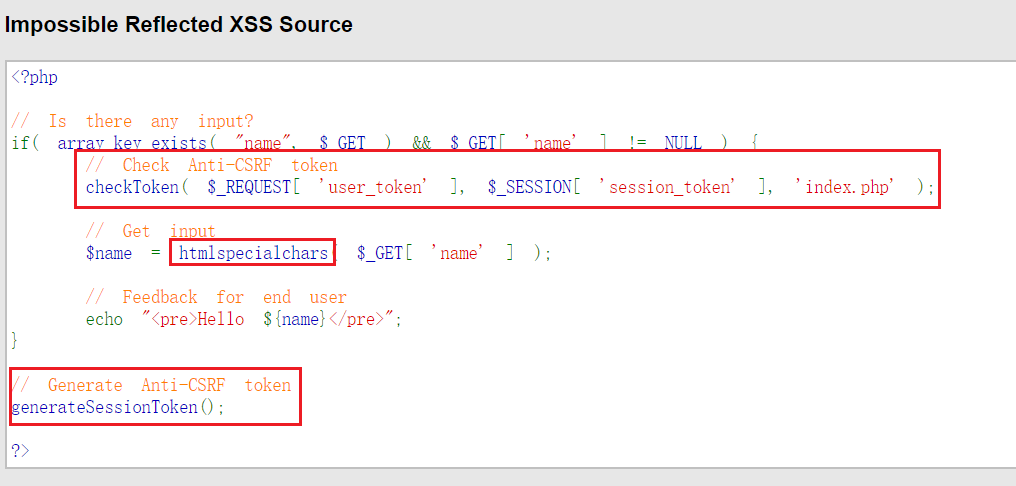 Impossible Reflected XSS Source
<?php
// Is there any input?
if( array_key_exists( "name", $_GET ) && $_GET[ 'name' ] != NULL ) {
// Check Anti-CSRF token
checkToken( $_REQUEST[ 'user_token' ], $_SESSION[ 'session_token' ], 'index.php' );
// Get input
$name = htmlspecialchars( $_GET[ 'name' ] );
// Feedback for end user
echo "<pre>Hello ${name}</pre>";
}
// Generate Anti-CSRF token
generateSessionToken();
?>